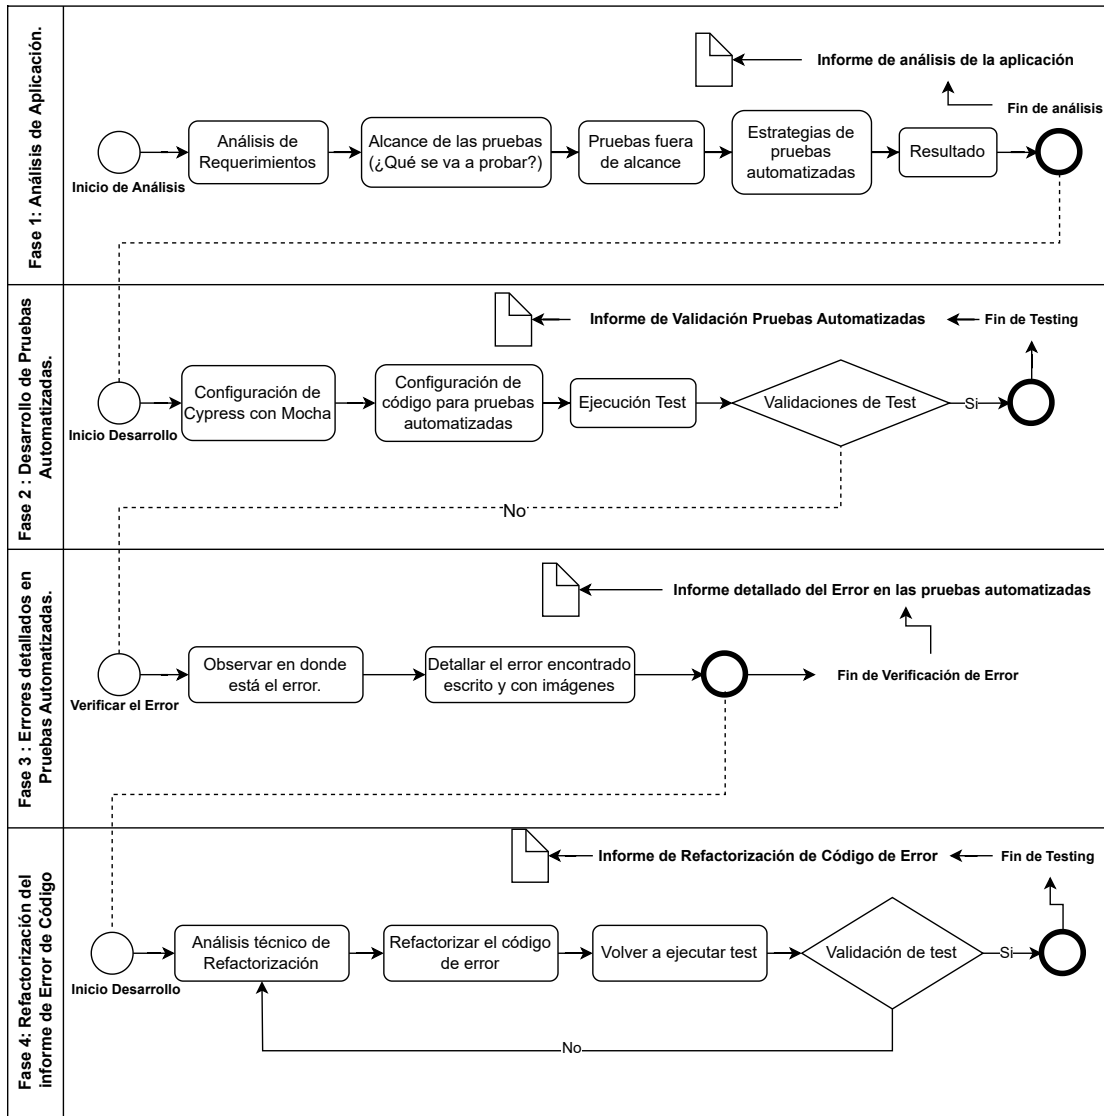 Fase 1: Análisis de Aplicación.
Informe de análisis de la aplicación
Fin de análisis
Inicio de Análisis
Análisis de
Requerimientos
Alcance de las pruebas
(¿Qué se va a probar?)
Pruebas fuera
de alcance
Estrategias de
pruebas
automatizadas
Resultado
Fase 2 : Desarrollo de Pruebas
Automatizadas.
Informe de Validación Pruebas Automatizadas
Fin de Testing
Inicio Desarrollo
Configuración de
Cypress con Mocha
Configuración de
código para pruebas
automatizadas
Ejecución Test
Validaciones de Test
Si
No
Fase 3 : Errores detallados en
Pruebas Automatizadas.
Informe detallado del Error en las pruebas automatizadas
Verificar el Error
Observar en donde
está el error.
Detallar el error encontrado
escrito y con imágenes
Fin de Verificación de Error
Fase 4: Refactorización del
informe de Error de Código
Informe de Refactorización de Código de Error
Fin de Testing
Inicio Desarrollo
Análisis técnico de
Refactorización
Refactorizar el código
de error
Volver a ejecutar test
Validación de test
Si
No